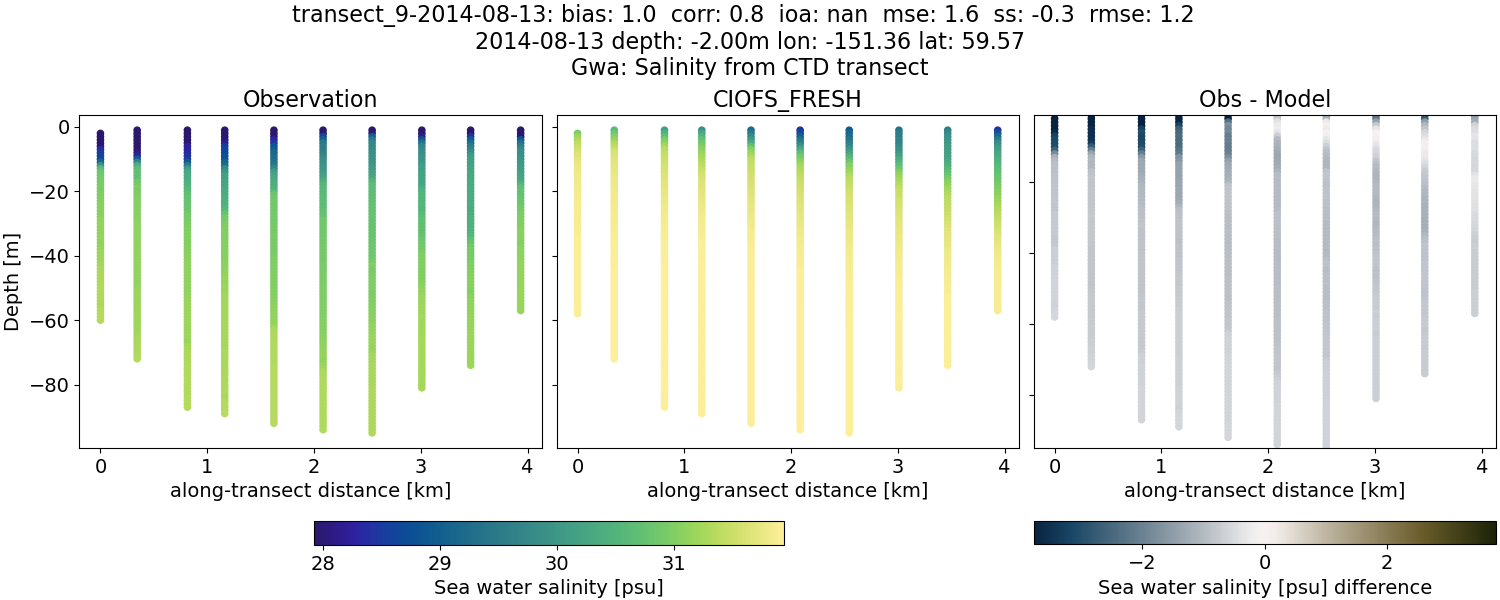 transect_9-2014-08-13: bias: 1.0  corr: 0.8  ioa: nan  mse: 1.6  ss: -0.3  rmse: 1.2
2014-08-13 depth: -2.00m lon: -151.36 lat: 59.57
Gwa: Salinity from CTD transect
Observation
CIOFS_FRESH
Obs - Model
Depth [m]
0
−20
−40
−60
−80
0 1 2 3 4
0 1 2 3 4
0 1 2 3 4
along-transect distance [km]
along-transect distance [km]
along-transect distance [km]
28 29 30 31
Sea water salinity [psu]
−2 0 2
Sea water salinity [psu] difference